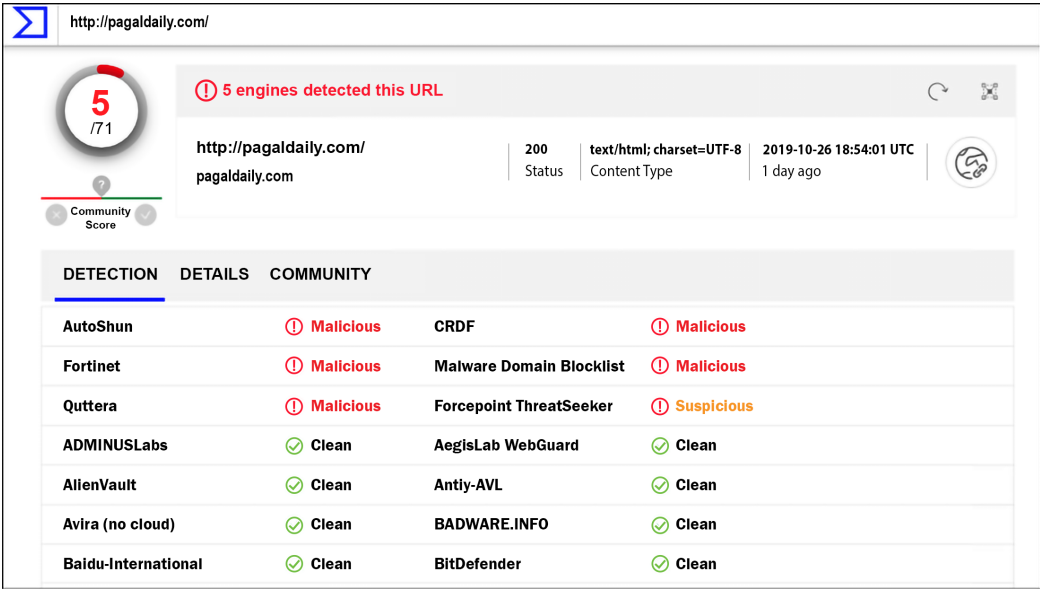 http://pagaldaily.com/
5
/71
5 engines detected this URL
http://pagaldaily.com/
pagaldaily.com
200
Status
text/html; charset=UTF-8
Content Type
2019-10-26 18:54:01 UTC
1 day ago
?
Community
Score
DETECTION DETAILS COMMUNITY
AutoShun Malicious CRDF Malicious
Fortinet Malicious Malware Domain Blocklist Malicious
Quttera Malicious Forcepoint ThreatSeeker Suspicious
ADMINUSLabs Clean AegisLab WebGuard Clean
AlienVault Clean Antiy-AVL Clean
Avira (no cloud) Clean BADWARE.INFO Clean
Baidu-International Clean BitDefender Clean